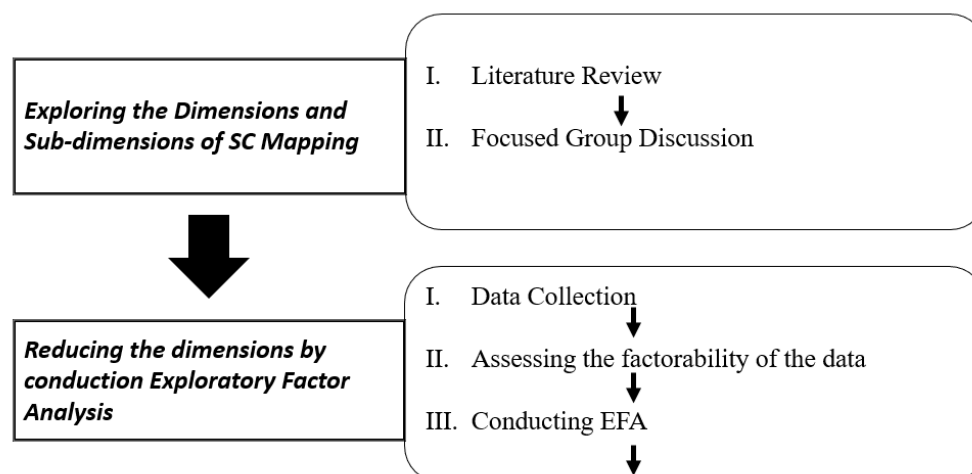 Exploring the Dimensions and
Sub-dimensions of SC Mapping
I. Literature Review
II. Focused Group Discussion
Reducing the dimensions by
conduction Exploratory Factor
Analysis
I. Data Collection
II. Assessing the factorability of the data
III. Conducting EFA